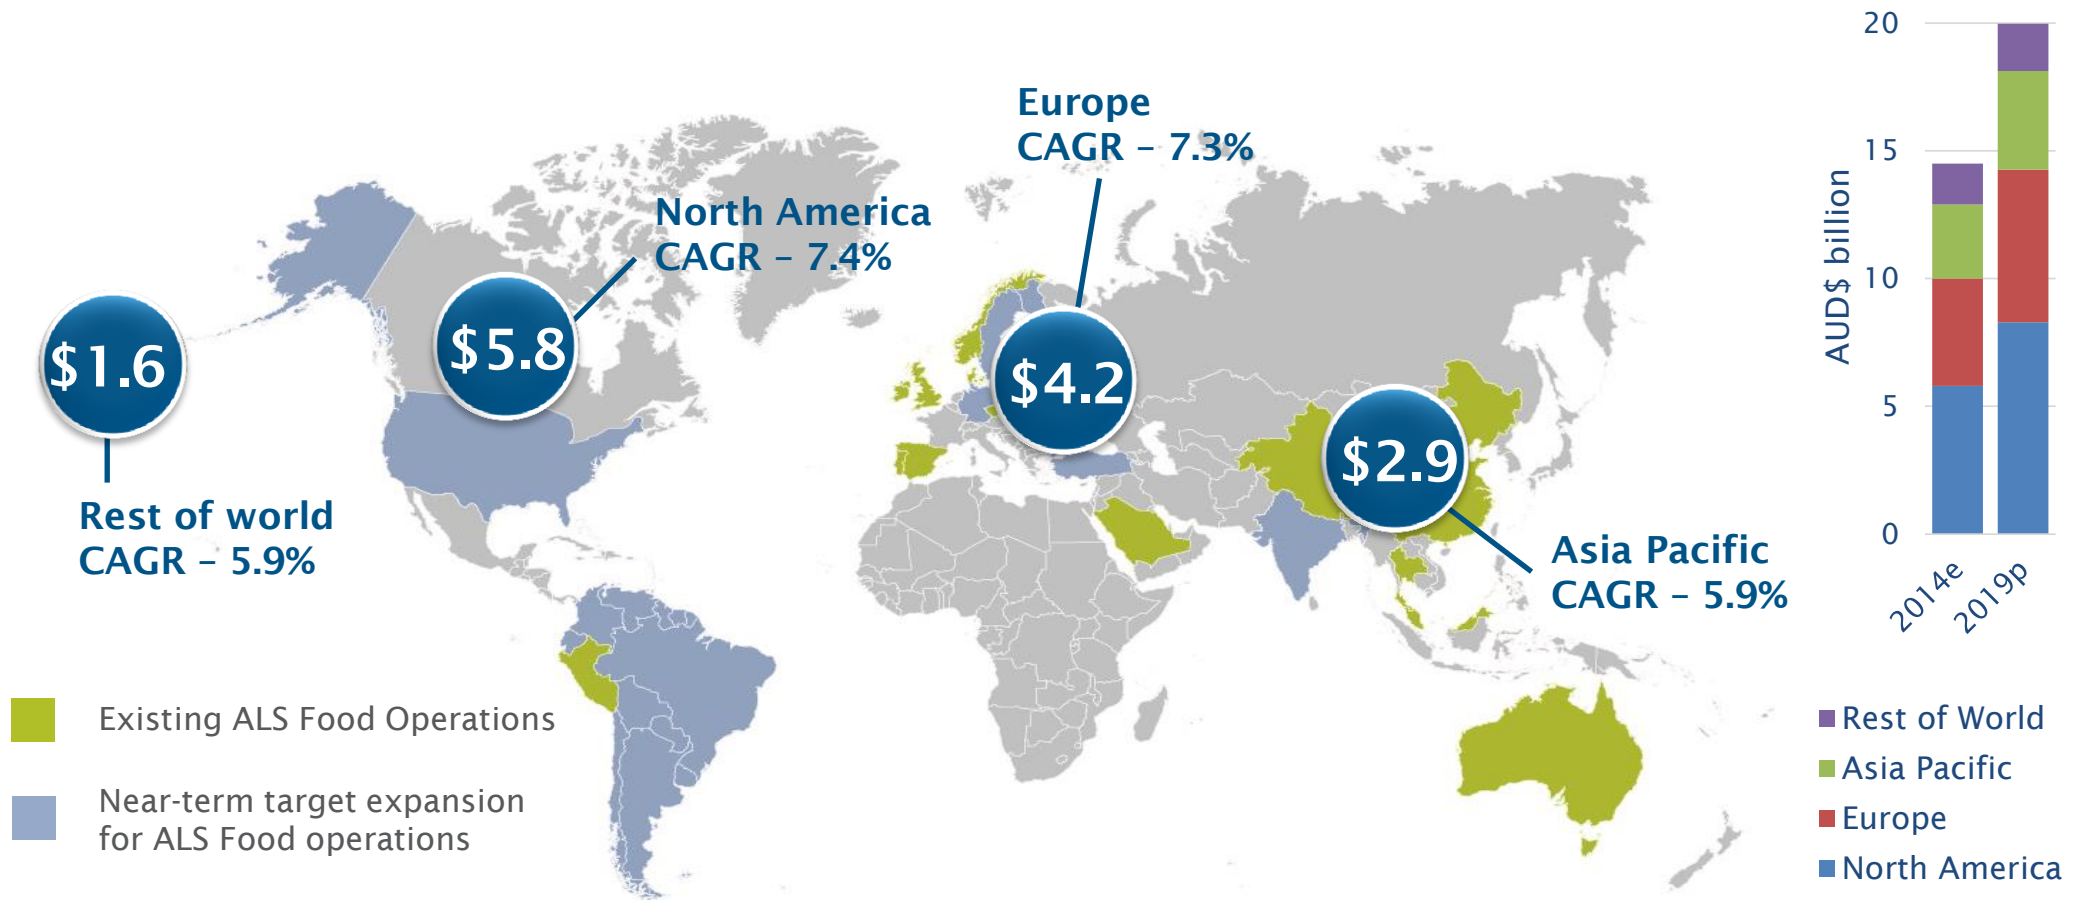 Europe
CAGR – 7.3%
North America
CAGR – 7.4%
$1.6
$5.8
$4.2
$2.9
Rest of world
CAGR – 5.9%
Asia Pacific
CAGR – 5.9%
Existing ALS Food Operations
Near-term target expansion
for ALS Food operations
20
15
10
5
0
AUD$ billion
2014e
2019p
Rest of World
Asia Pacific
Europe
North America